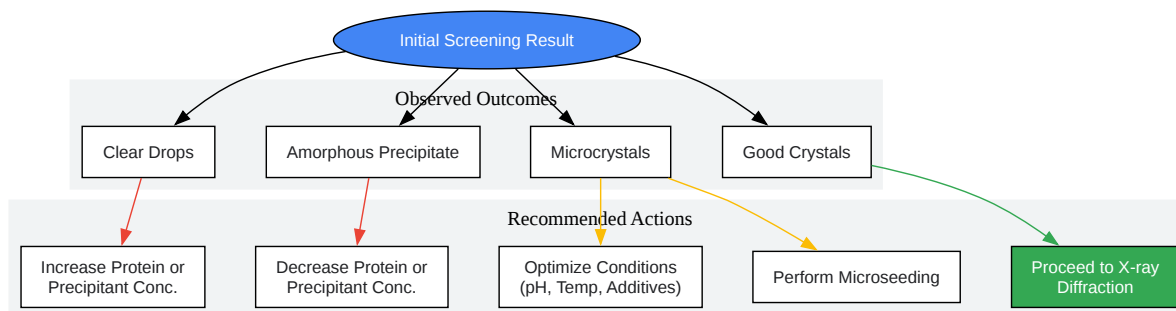 Initial Screening Result
Observed Outcomes
Clear Drops
Amorphous Precipitate
Microcrystals
Good Crystals
Recommended Actions
Increase Protein or
Precipitant Conc.
Decrease Protein or
Precipitant Conc.
Optimize Conditions
(pH, Temp, Additives)
Perform Microseeding
Proceed to X-ray
Diffraction